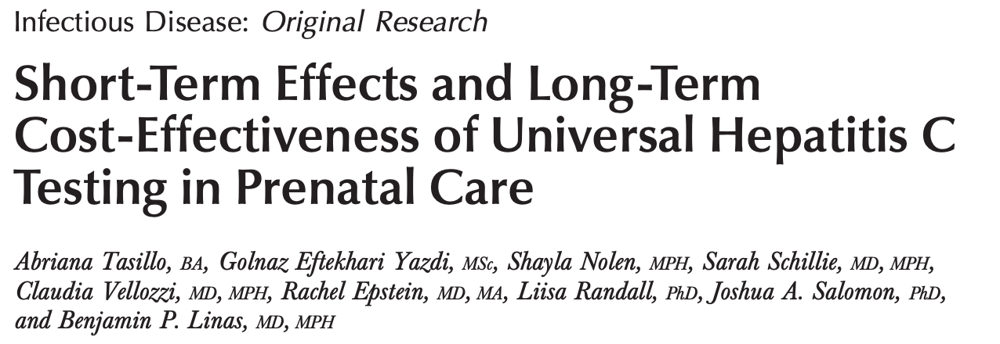 Infectious Disease: Original Research
Short-Term Effects and Long-Term
Cost-Effectiveness of Universal Hepatitis C
Testing in Prenatal Care
Abriana Tasillo, BA, Golnaz Eftekhari Yazdi, MSc, Shayla Nolen, MPH, Sarah Schillie, MD, MPH,
Claudia Vellozzi, MD, MPH, Rachel Epstein, MD, MA, Liisa Randall, PhD, Joshua A. Salomon, PhD,
and Benjamin P. Linas, MD, MPH